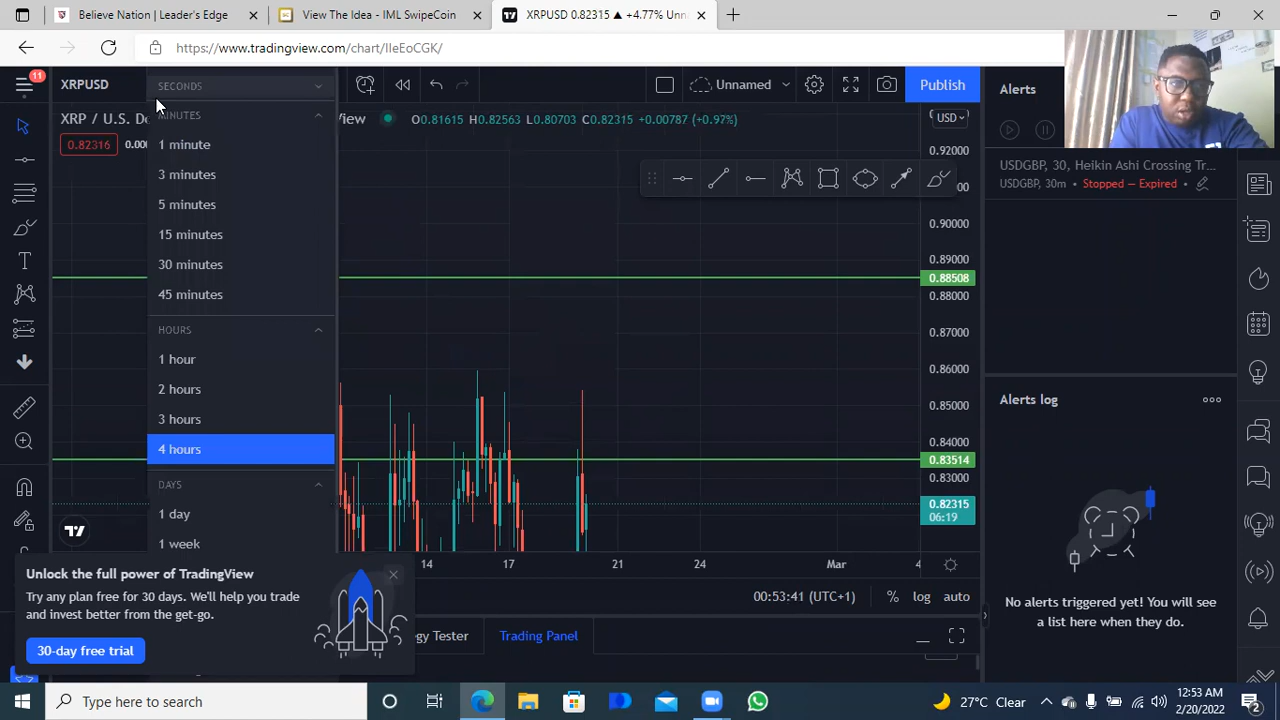 Believe Nation | Leader's Edge
View The Idea - IML SwipeCoin
XRPUSD 0.82315 ▲ +4.77% Unn
https://www.tradingview.com/chart/lIeEoCGK/
11
XRPUSD
SECONDS
Unnamed
Publish
Alerts
XRP / U.S. Do
View
O0.81615 H0.82563 L0.80703 C0.82315 +0.00787 (+0.97%)
USD
0.82316
0.000
MINUTES
1 minute
3 minutes
5 minutes
15 minutes
30 minutes
45 minutes
HOURS
1 hour
2 hours
3 hours
4 hours
DAYS
1 day
1 week
0.92000
0.90000
0.89000
0.88508
0.88000
0.87000
0.86000
0.85000
0.84000
0.83514
0.83000
0.82315
06:19
14
17
21
24
Mar
4
USDGBP, 30, Heikin Ashi Crossing Tr...
USDGBP, 30m • Stopped — Expired
Alerts log
No alerts triggered yet! You will see
a list here when they do.
Unlock the full power of TradingView
Try any plan free for 30 days. We'll help you trade
and invest better from the get-go.
30-day free trial
00:53:41 (UTC+1)
%
log
auto
egy Tester
Trading Panel
Type here to search
27°C Clear
12:53 AM
2/20/2022
2